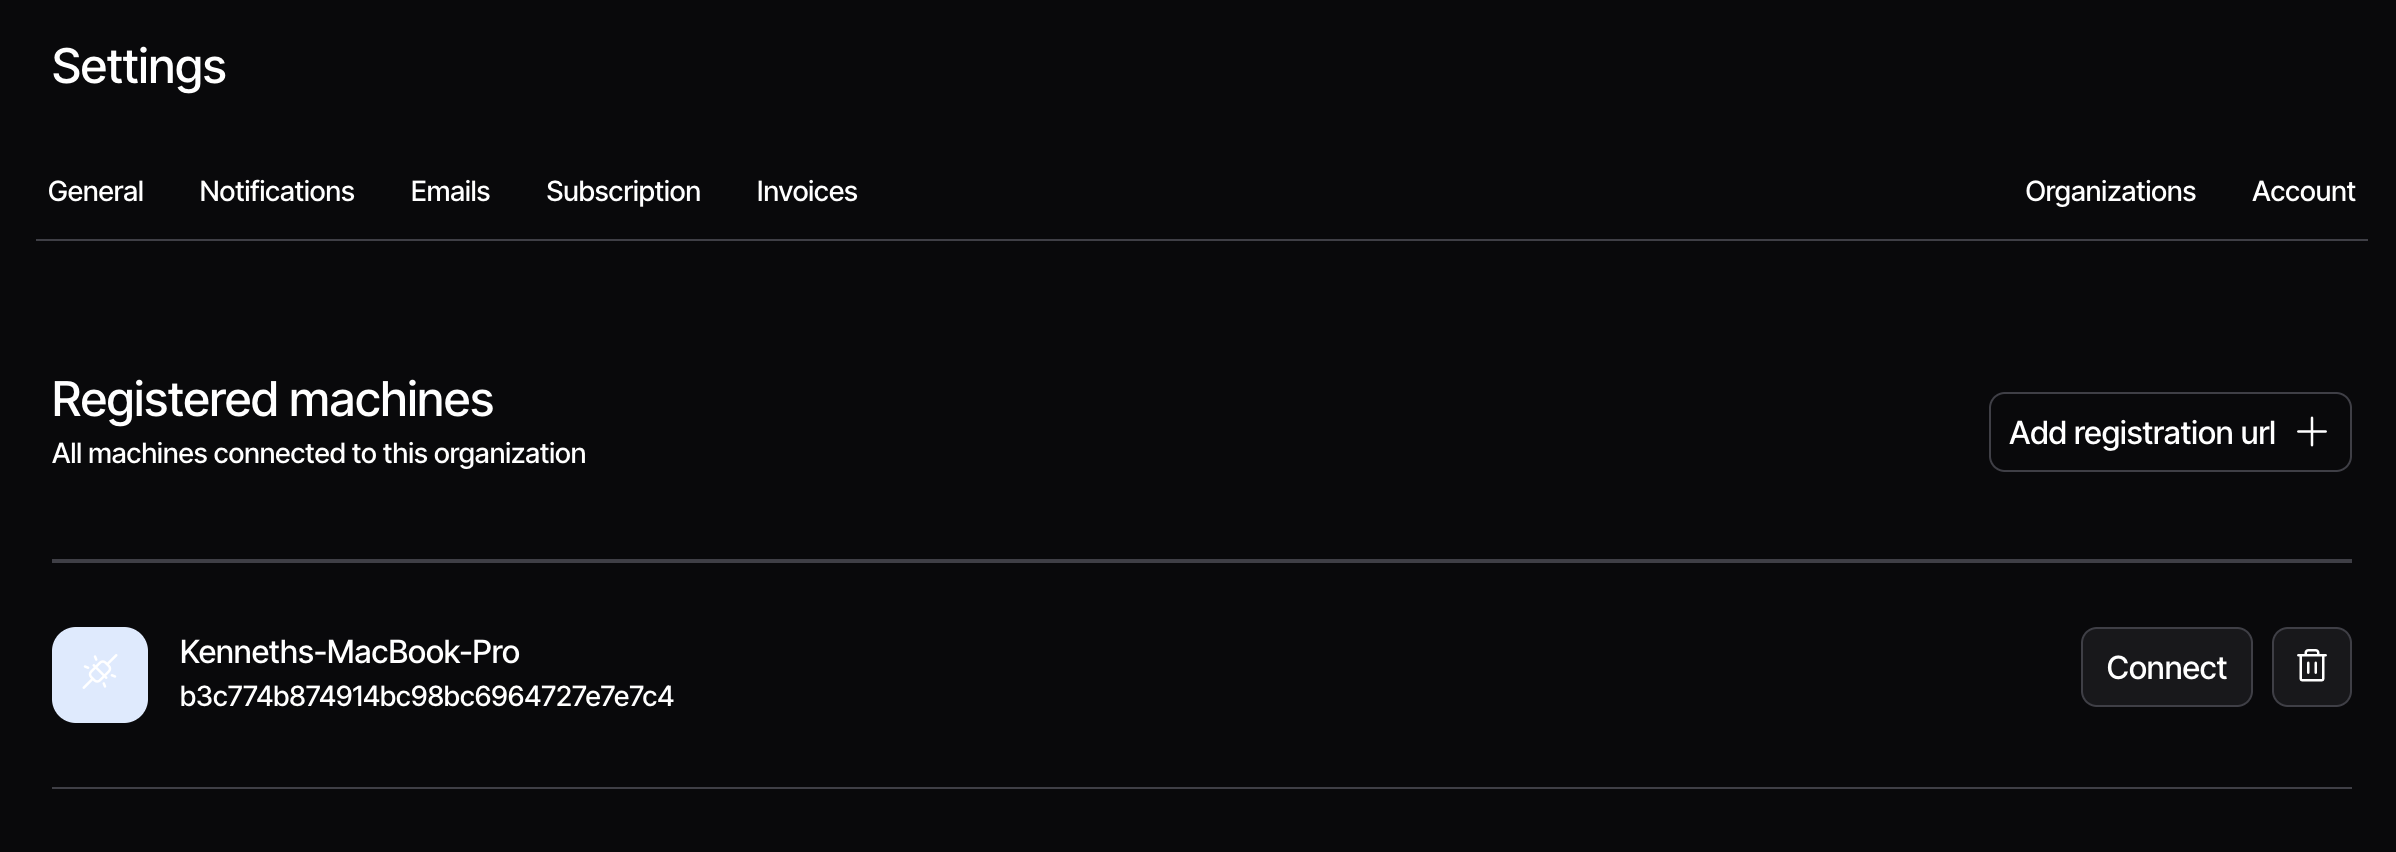 Settings
General Notifications Emails Subscription Invoices Organizations Account
Registered machines
All machines connected to this organization
Add registration url
Kenneths-MacBook-Pro
b3c774b874914bc98bc6964727e7e7c4
Connect